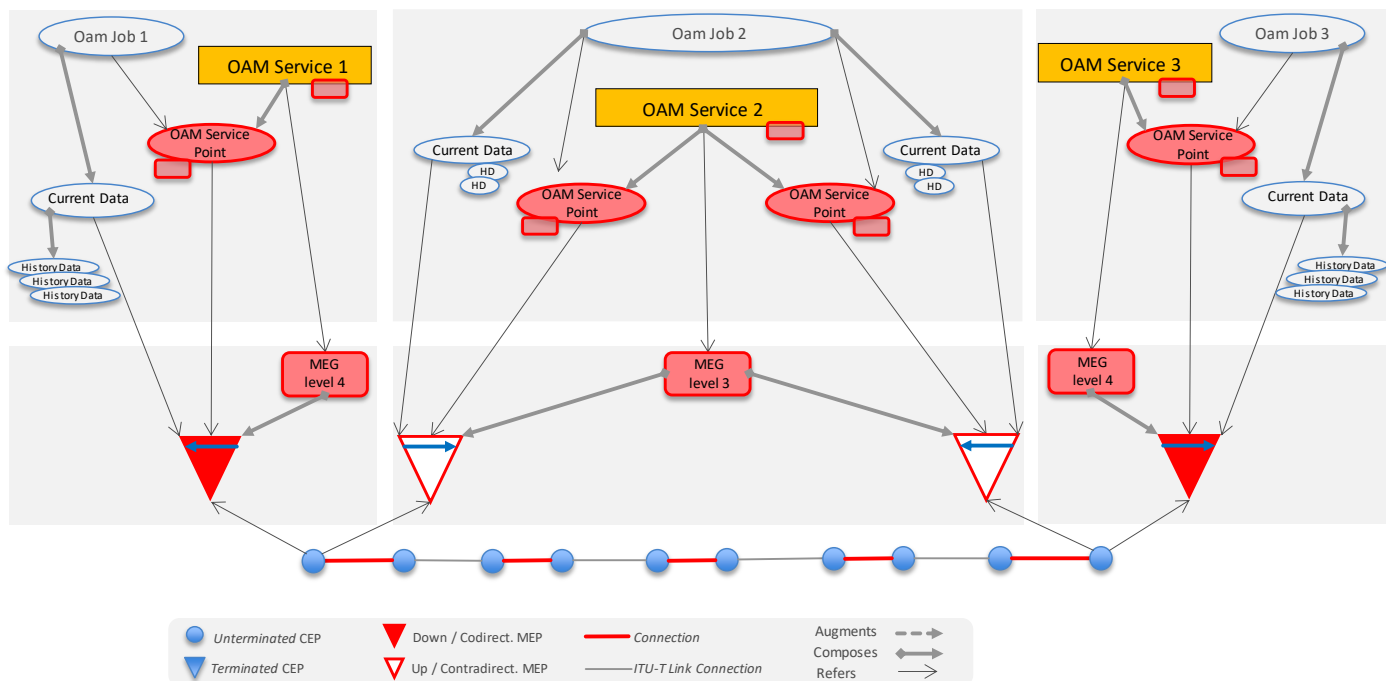 Oam Job 1
OAM Service 1
OAM Service
Point
Current Data
History Data
History Data
History Data
MEG
level 4
Oam Job 2
OAM Service 2
Current Data
HD
HD
OAM Service
Point
OAM Service
Point
Current Data
HD
HD
MEG
level 3
Oam Job 3
OAM Service 3
OAM Service
Point
Current Data
History Data
History Data
History Data
MEG
level 4
Unterminated CEP
Terminated CEP
Down / Codirect. MEP
Up / Contradirect. MEP
Connection
ITU-T Link Connection
Augments
Composes
Refers